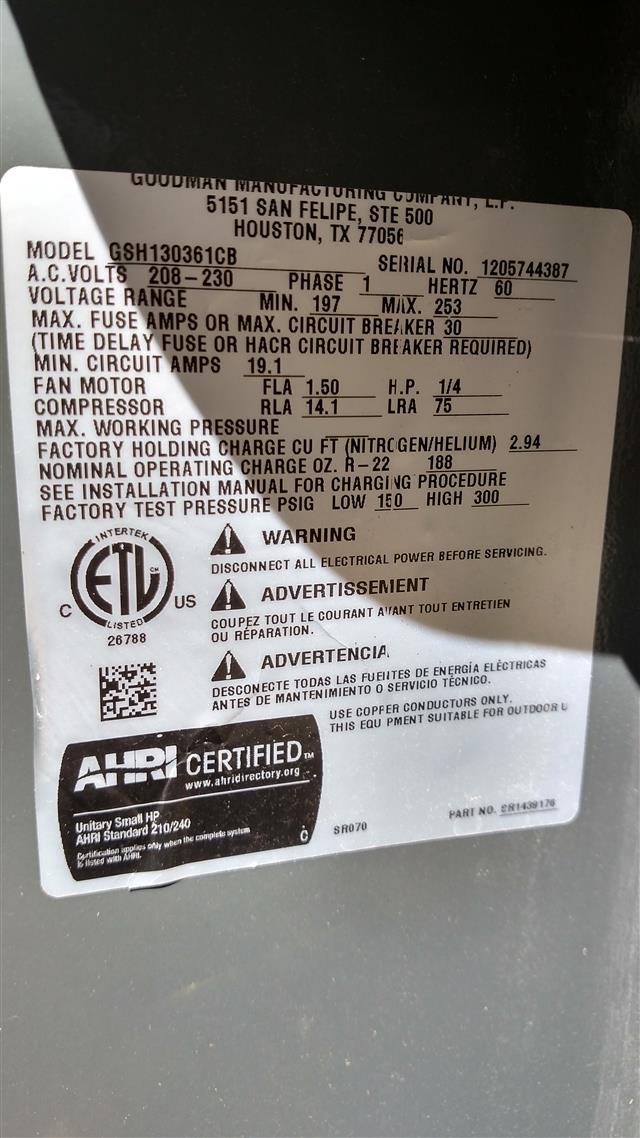 GOODMAN MANUFACTURING COMPANY, L.P.
5151 SAN FELIPE, STE 500
HOUSTON, TX 77056
MODEL GSH130361CB SERIAL NO. 1205744387
A.C. VOLTS 208-230 PHASE 1 HERTZ 60
VOLTAGE RANGE MIN. 197 MAX. 253
MAX. FUSE AMPS OR MAX. CIRCUIT BREAKER 30
(TIME DELAY FUSE OR HACR CIRCUIT BREAKER REQUIRED)
MIN. CIRCUIT AMPS 19.1
FAN MOTOR FLA 1.50 H.P. 1/4
COMPRESSOR RLA 14.1 LRA 75
MAX. WORKING PRESSURE
FACTORY HOLDING CHARGE CU FT (NITROGEN/HELIUM) 2.94
NOMINAL OPERATING CHARGE OZ. R-22 188
SEE INSTALLATION MANUAL FOR CHARGING PROCEDURE
FACTORY TEST PRESSURE PSIG LOW 150 HIGH 300
INTERTEK
ETL CM
C US
LISTED
26788
WARNING
DISCONNECT ALL ELECTRICAL POWER BEFORE SERVICING.
ADVERTISSEMENT
COUPEZ TOUT LE COURANT AVANT TOUT ENTRETIEN
OU RÉPARATION.
ADVERTENCIA
DESCONECTE TODAS LAS FUENTES DE ENERGÍA ELÉCTRICAS
ANTES DE MANTENIMIENTO O SERVICIO TÉCNICO.
USE COPPER CONDUCTORS ONLY.
THIS EQUIPMENT SUITABLE FOR OUTDOOR U
AHRI CERTIFIED TM
www.ahridirectory.org
Unitary Small HP
AHRI Standard 210/240
Certification applies only when the complete system
is listed with AHRI.
C
SR070
PART NO. SR1439176